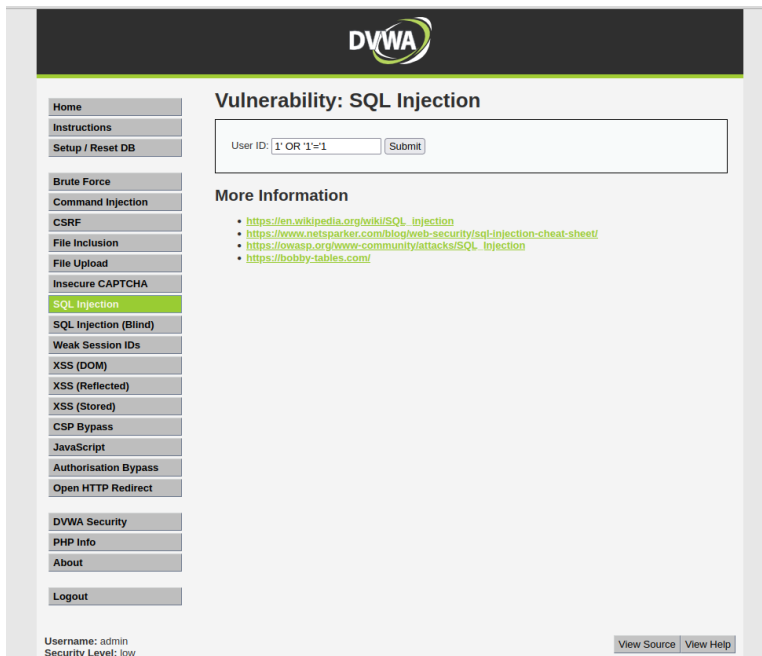 DVWA
Vulnerability: SQL Injection
Home
Instructions
Setup / Reset DB
Brute Force
Command Injection
CSRF
File Inclusion
File Upload
Insecure CAPTCHA
SQL Injection
SQL Injection (Blind)
Weak Session IDs
XSS (DOM)
XSS (Reflected)
XSS (Stored)
CSP Bypass
JavaScript
Authorisation Bypass
Open HTTP Redirect
DVWA Security
PHP Info
About
Logout
User ID: 1' OR '1'='1 Submit
More Information
https://en.wikipedia.org/wiki/SQL_injection
https://www.netsparker.com/blog/web-security/sql-injection-cheat-sheet/
https://owasp.org/www-community/attacks/SQL_Injection
https://bobby-tables.com/
Username: admin
Security Level: low
View Source View Help